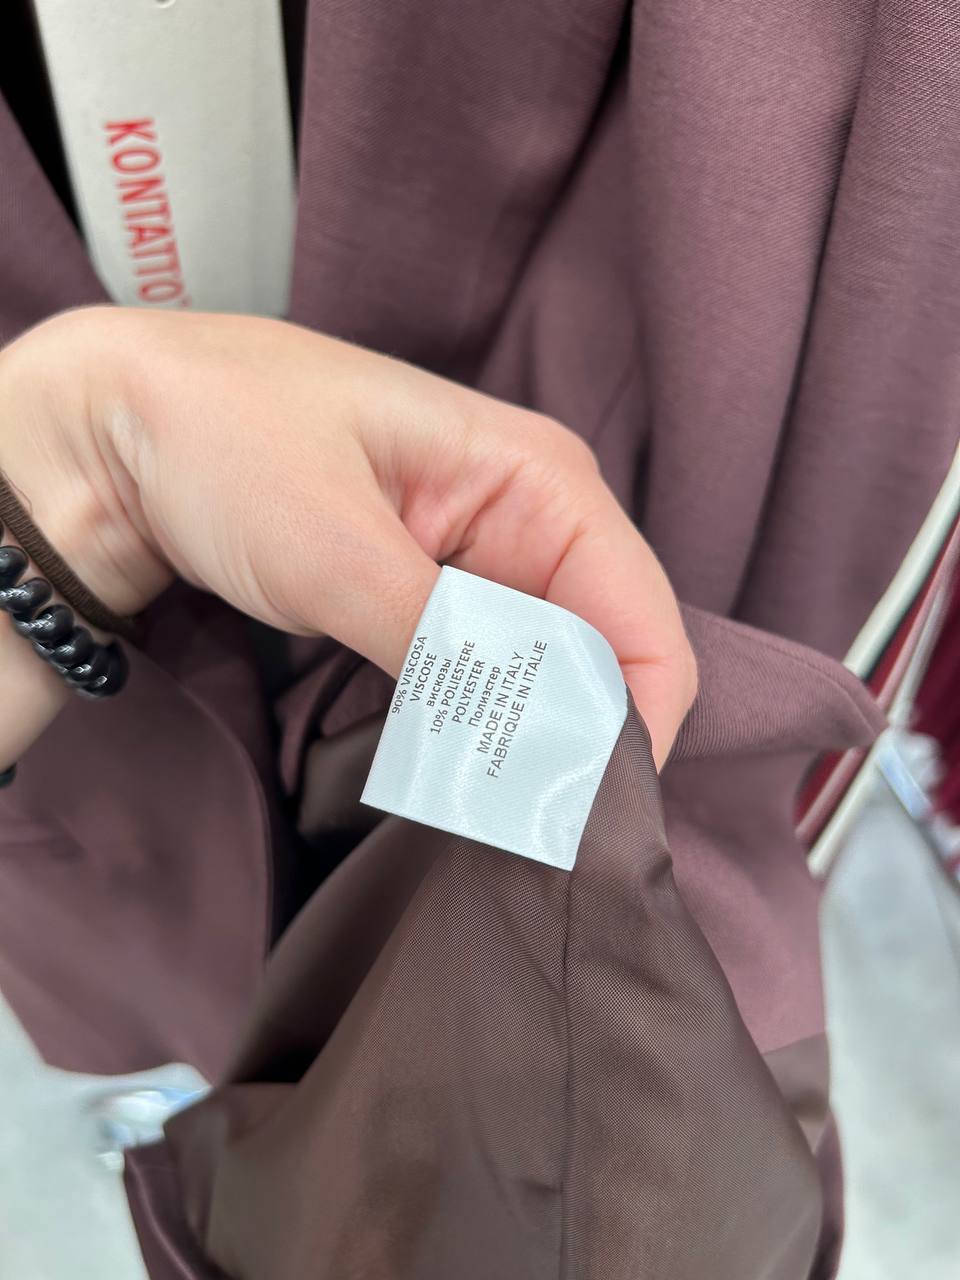 KONTATTO
90% VISCOSA
VISCOSE
вискозы
10% POLIESTERE
POLYESTER
Полиэстер
MADE IN ITALY
FABRIQUE IN ITALIE